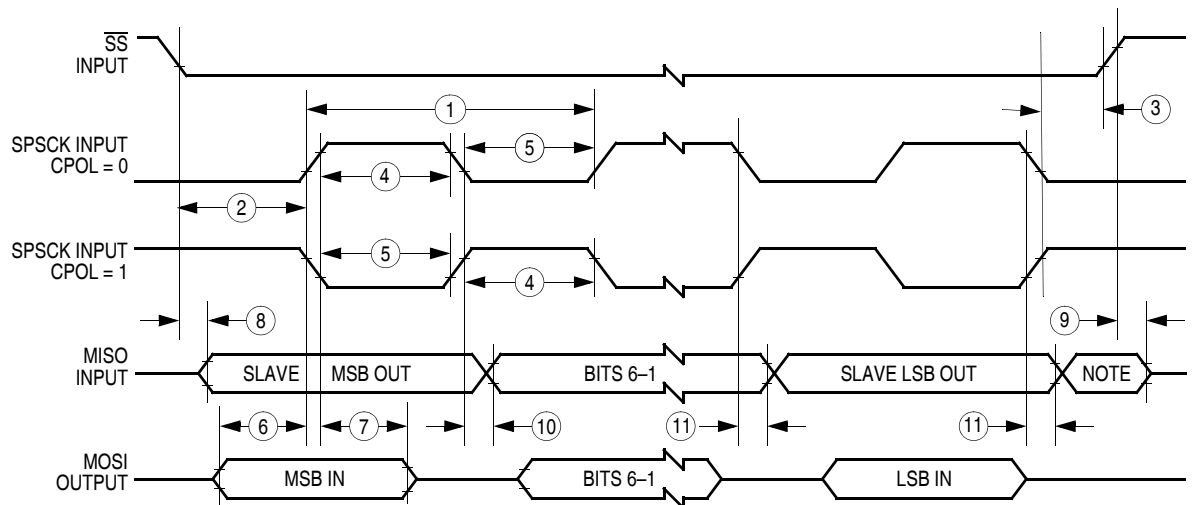 SS
INPUT
1
3
SPSCK INPUT
CPOL = 0
5
4
2
SPSCK INPUT
CPOL = 1
5
4
8
9
MISO
INPUT
SLAVE MSB OUT
BITS 6–1
SLAVE LSB OUT
NOTE
6
7
10
11
11
MOSI
OUTPUT
MSB IN
BITS 6–1
LSB IN